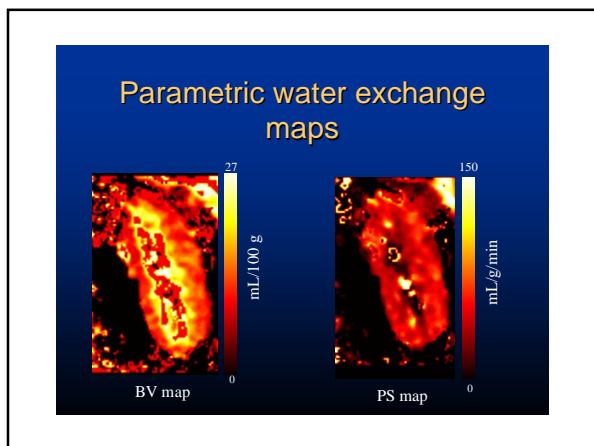 Parametric water exchange
maps
27
mL/100 g
0
BV map
150
mL/g/min
0
PS map